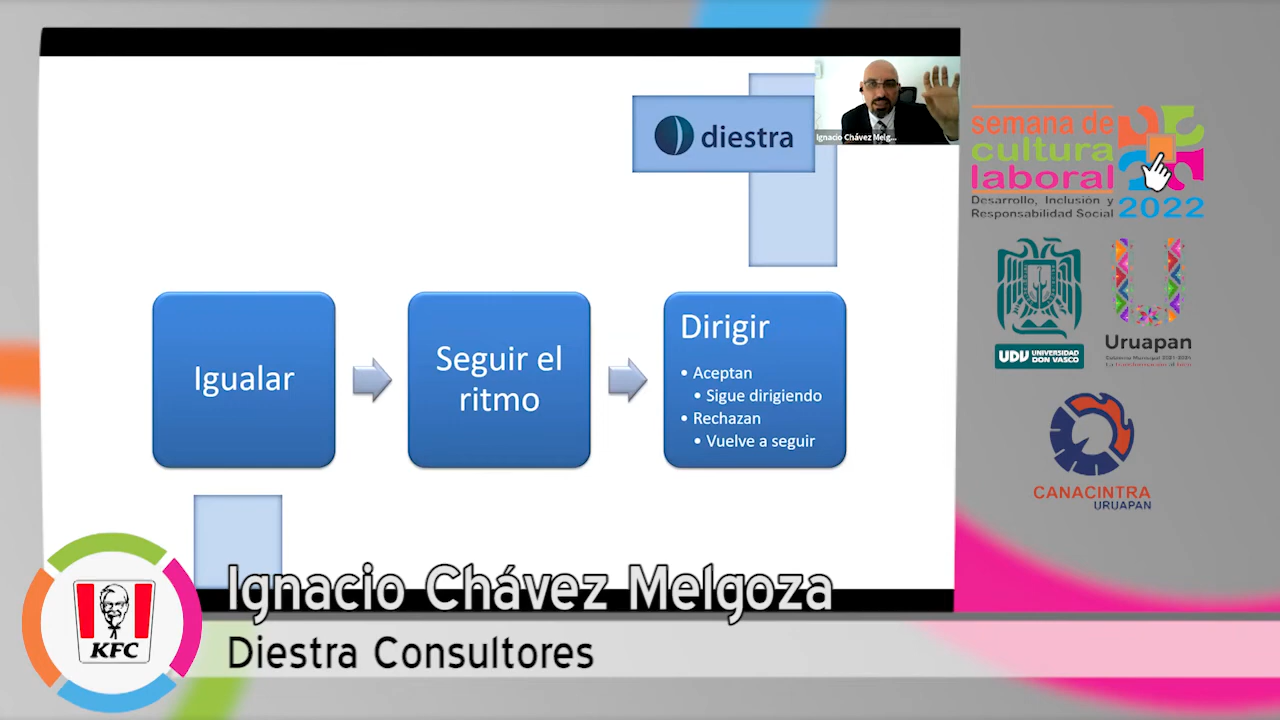 diestra
Ignacio Chávez Melg...
semana de
cultura
laboral
Desarrollo, Inclusión y
Responsabilidad Social
2022
UDV UNIVERSIDAD
DON VASCO
Uruapan
Gobierno Municipal 2021-2024
CANACINTRA
URUAPAN
Igualar
Seguir el
ritmo
Dirigir
• Aceptan
• Sigue dirigiendo
• Rechazan
• Vuelve a seguir
KFC
Ignacio Chávez Melgoza
Diestra Consultores